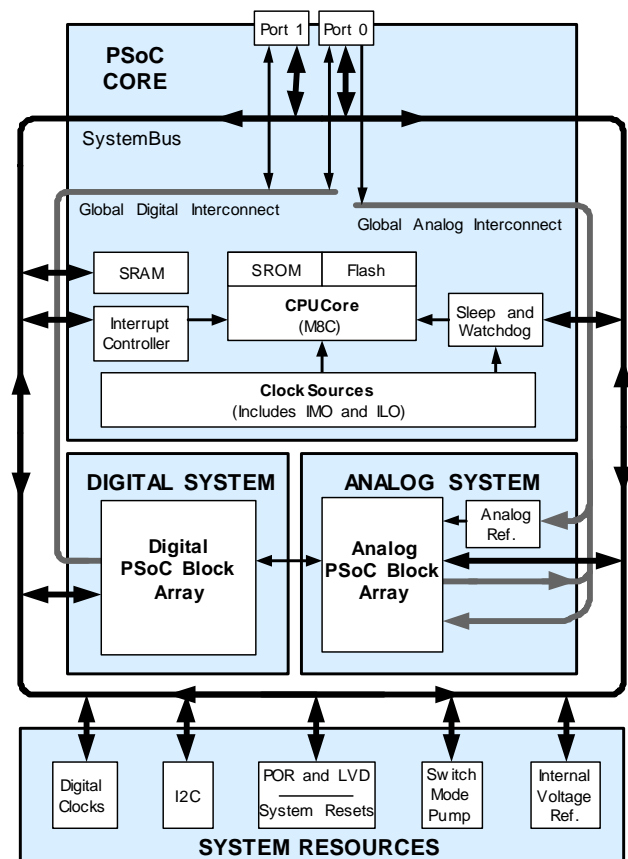 Port 1
Port 0
PSoC
CORE
SystemBus
Global Digital Interconnect
Global Analog Interconnect
SRAM
SROM
Flash
CPUCore
(M8C)
Interrupt
Controller
Sleep and
Watchdog
ClockSources
(Includes IMO and ILO)
DIGITAL SYSTEM
ANALOG SYSTEM
Digital
PSoC Block
Array
Analog
PSoC Block
Array
Analog
Ref.
Digital
Clocks
I2C
POR and LVD
System Resets
Switch
Mode
Pump
Internal
Voltage
Ref.
SYSTEM RESOURCES